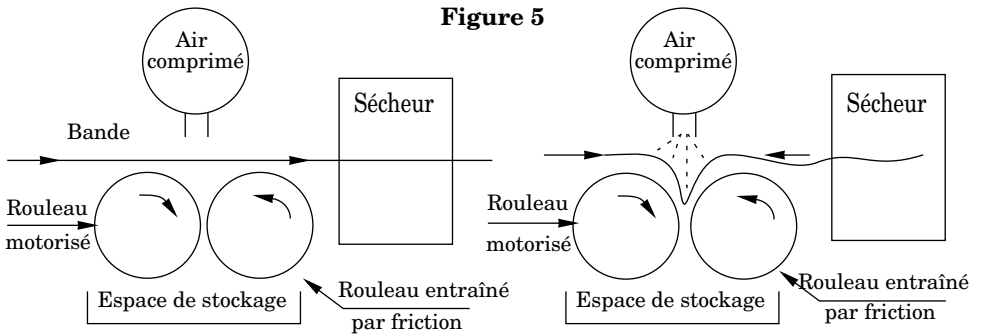 Figure 5
Air
comprimé
Sécheur
Bande
Rouleau
motorisé
Espace de stockage
Rouleau entraîné
par friction
Air
comprimé
Sécheur
Rouleau
motorisé
Espace de stockage
Rouleau entraîné
par friction